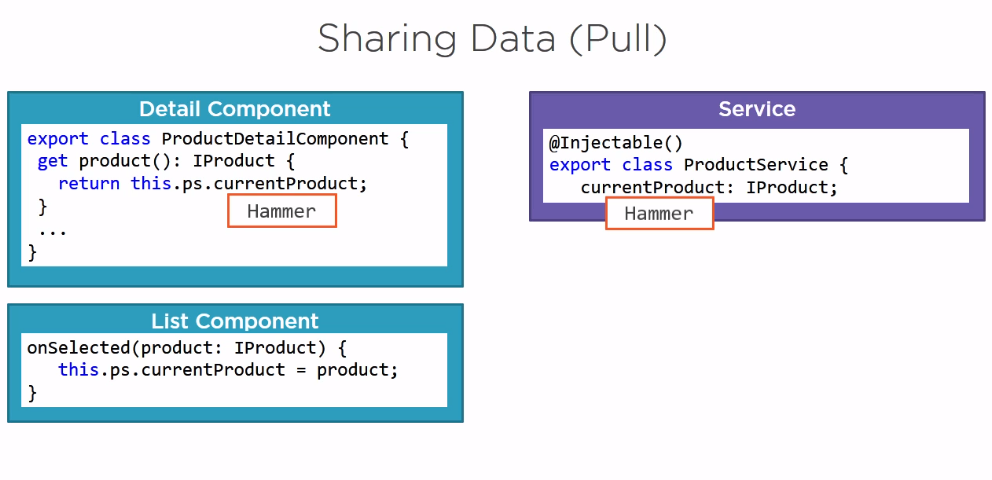 Sharing Data (Pull)
Detail Component
export class ProductDetailComponent {
get product(): IProduct {
return this.ps.currentProduct;
}
Hammer
...
}
List Component
onSelected(product: IProduct) {
this.ps.currentProduct = product;
}
Service
@Injectable()
export class ProductService {
currentProduct: IProduct;
Hammer